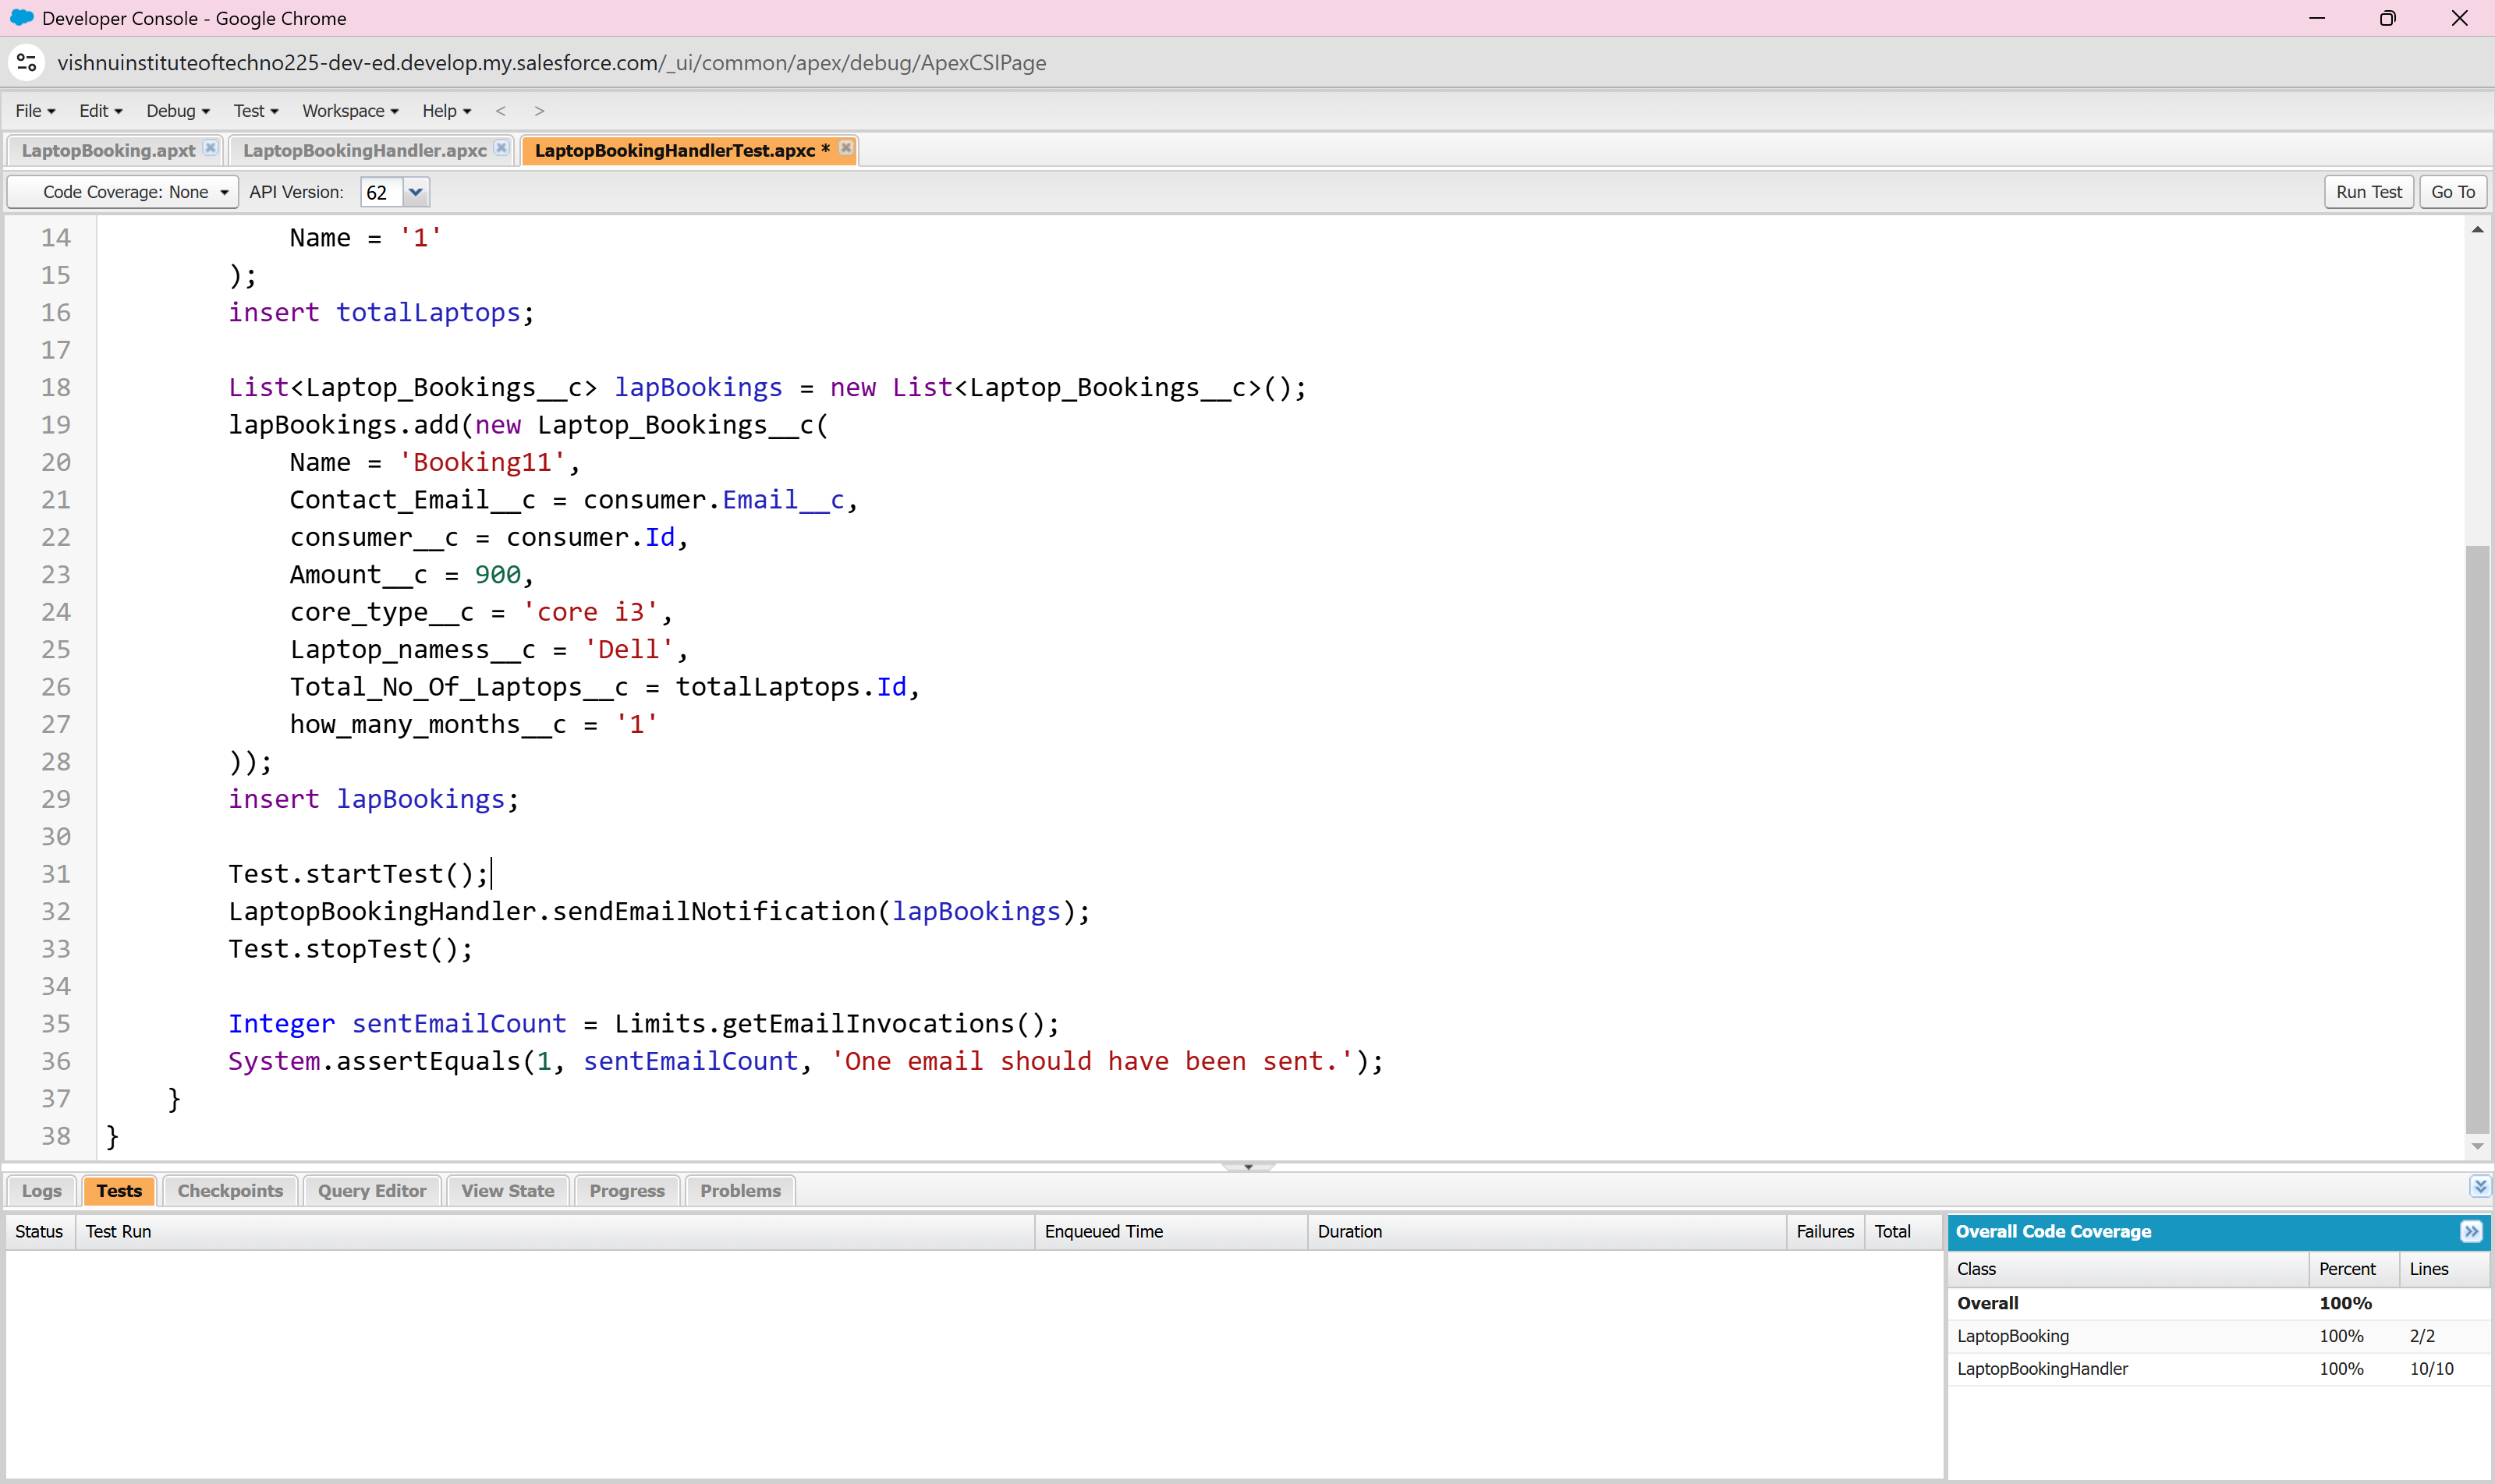 Developer Console - Google Chrome
vishnuinstituteoftechno225-dev-ed.develop.my.salesforce.com/_ui/common/apex/debug/ApexCSIPage
File Edit Debug Test Workspace Help < >
LaptopBooking.apxt LaptopBookingHandler.apxc LaptopBookingHandlerTest.apxc *
Code Coverage: None API Version: 62 Run Test Go To
14 Name = '1'
15 );
16 insert totalLaptops;
17
18 List<Laptop_Bookings__c> lapBookings = new List<Laptop_Bookings__c>();
19 lapBookings.add(new Laptop_Bookings__c(
20 Name = 'Booking11',
21 Contact_Email__c = consumer.Email__c,
22 consumer__c = consumer.Id,
23 Amount__c = 900,
24 core_type__c = 'core i3',
25 Laptop_namess__c = 'Dell',
26 Total_No_Of_Laptops__c = totalLaptops.Id,
27 how_many_months__c = '1'
28 ));
29 insert lapBookings;
30
31 Test.startTest();
32 LaptopBookingHandler.sendEmailNotification(lapBookings);
33 Test.stopTest();
34
35 Integer sentEmailCount = Limits.getEmailInvocations();
36 System.assertEquals(1, sentEmailCount, 'One email should have been sent.');
37 }
38 }
Logs Tests Checkpoints Query Editor View State Progress Problems
Status Test Run Enqueued Time Duration Failures Total
Overall Code Coverage
Class Percent Lines
Overall 100%
LaptopBooking 100% 2/2
LaptopBookingHandler 100% 10/10